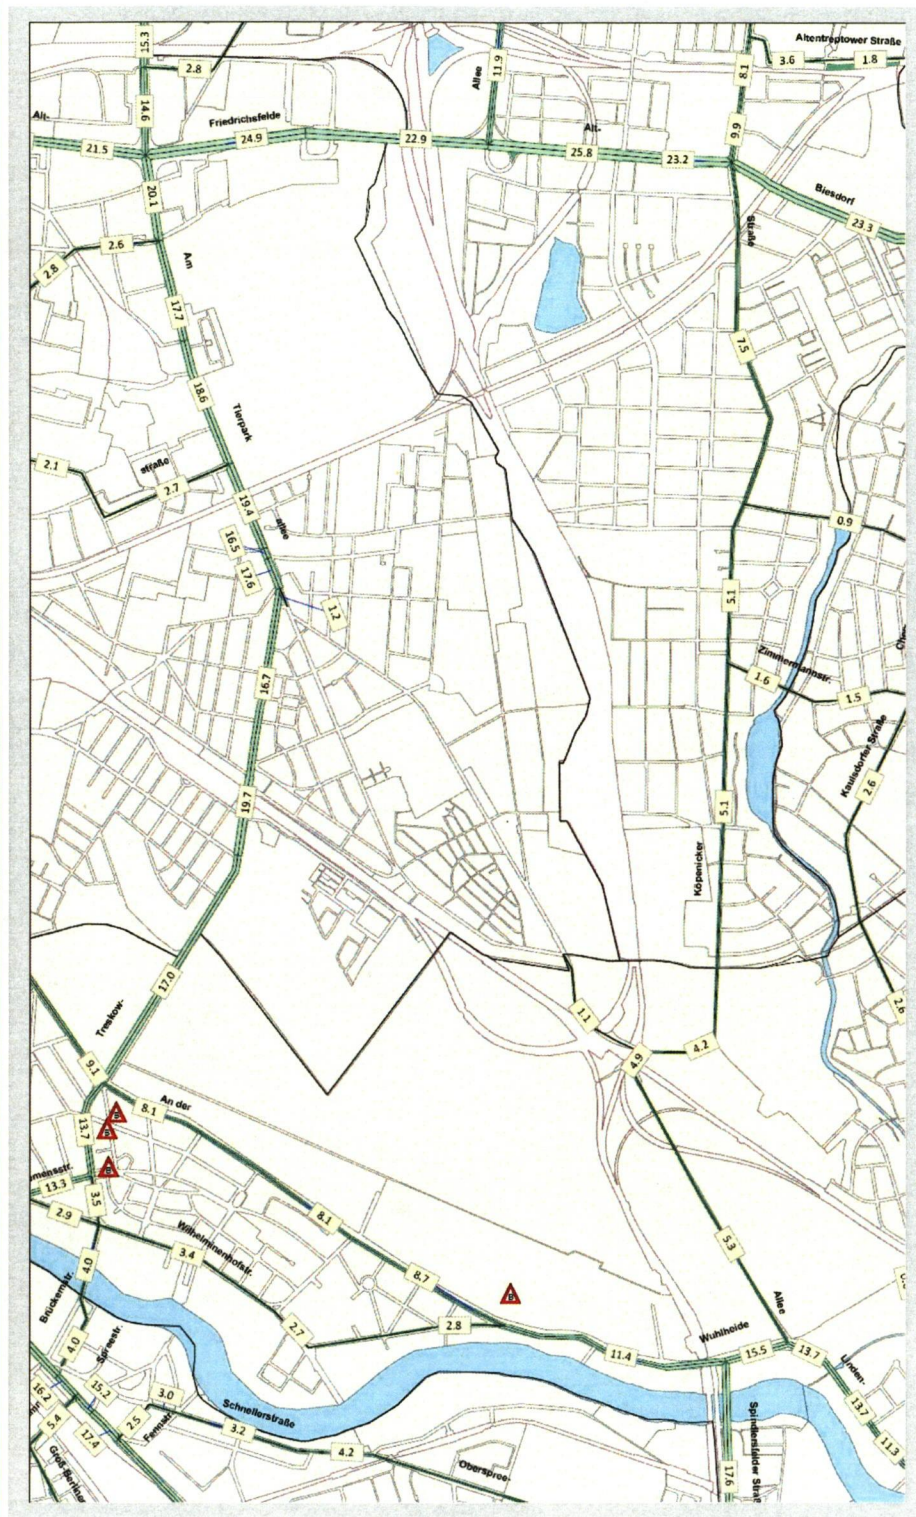 15.3
11.9
Altentreptower Straße
3.6
1.8
8.1
2.8
Allee
14.6
Alt-
Friedrichsfelde
24.9
22.9
Alt-
9.9
21.5
25.8
23.2
20.1
Biesdorf
23.3
Straße
2.6
2.8
Am
17.7
7.5
18.6
Tierpark
2.1
straße
2.7
19.4
allee
0.9
16.5
17.6
1.2
5.1
Zimmermannstr.
1.6
1.5
16.7
Kaulsdorfer Straße
2.6
19.7
5.1
Köpenicker
17.0
Treskow-
1.1
2.6
4.9
4.2
9.1
8.1
An der
13.7
mensstr.
13.3
3.5
2.9
8.1
Wilhelminenhofstr.
3.4
5.3
4.0
8.7
Brückenstr.
Allee
2.7
2.8
Wuhlheide
4.0
Spreestr.
11.4
15.5
13.7
Linden-
16.2
15.2
3.0
13.7
5.4
2.5
Fennstr.
Schnellerstraße
3.2
17.4
4.2
11.3
Spindlersfelder Straß
Oberspree-
Groß-Berliner
17.6